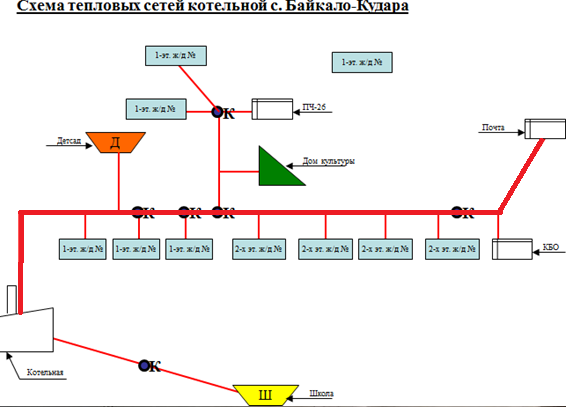 Схема тепловых сетей котельной с. Байкало-Кудара
1-эт. ж/д №
1-эт. ж/д №
1-эт. ж/д №
К
ПЧ-26
Почта
Детсад
Д
Дом культуры
К
К
К
К
1-эт. ж/д №
1-эт. ж/д №
1-эт. ж/д №
2-х эт. ж/д №
2-х эт. ж/д №
2-х эт. ж/д №
2-х эт. ж/д №
КБО
К
Котельная
Ш
Школа